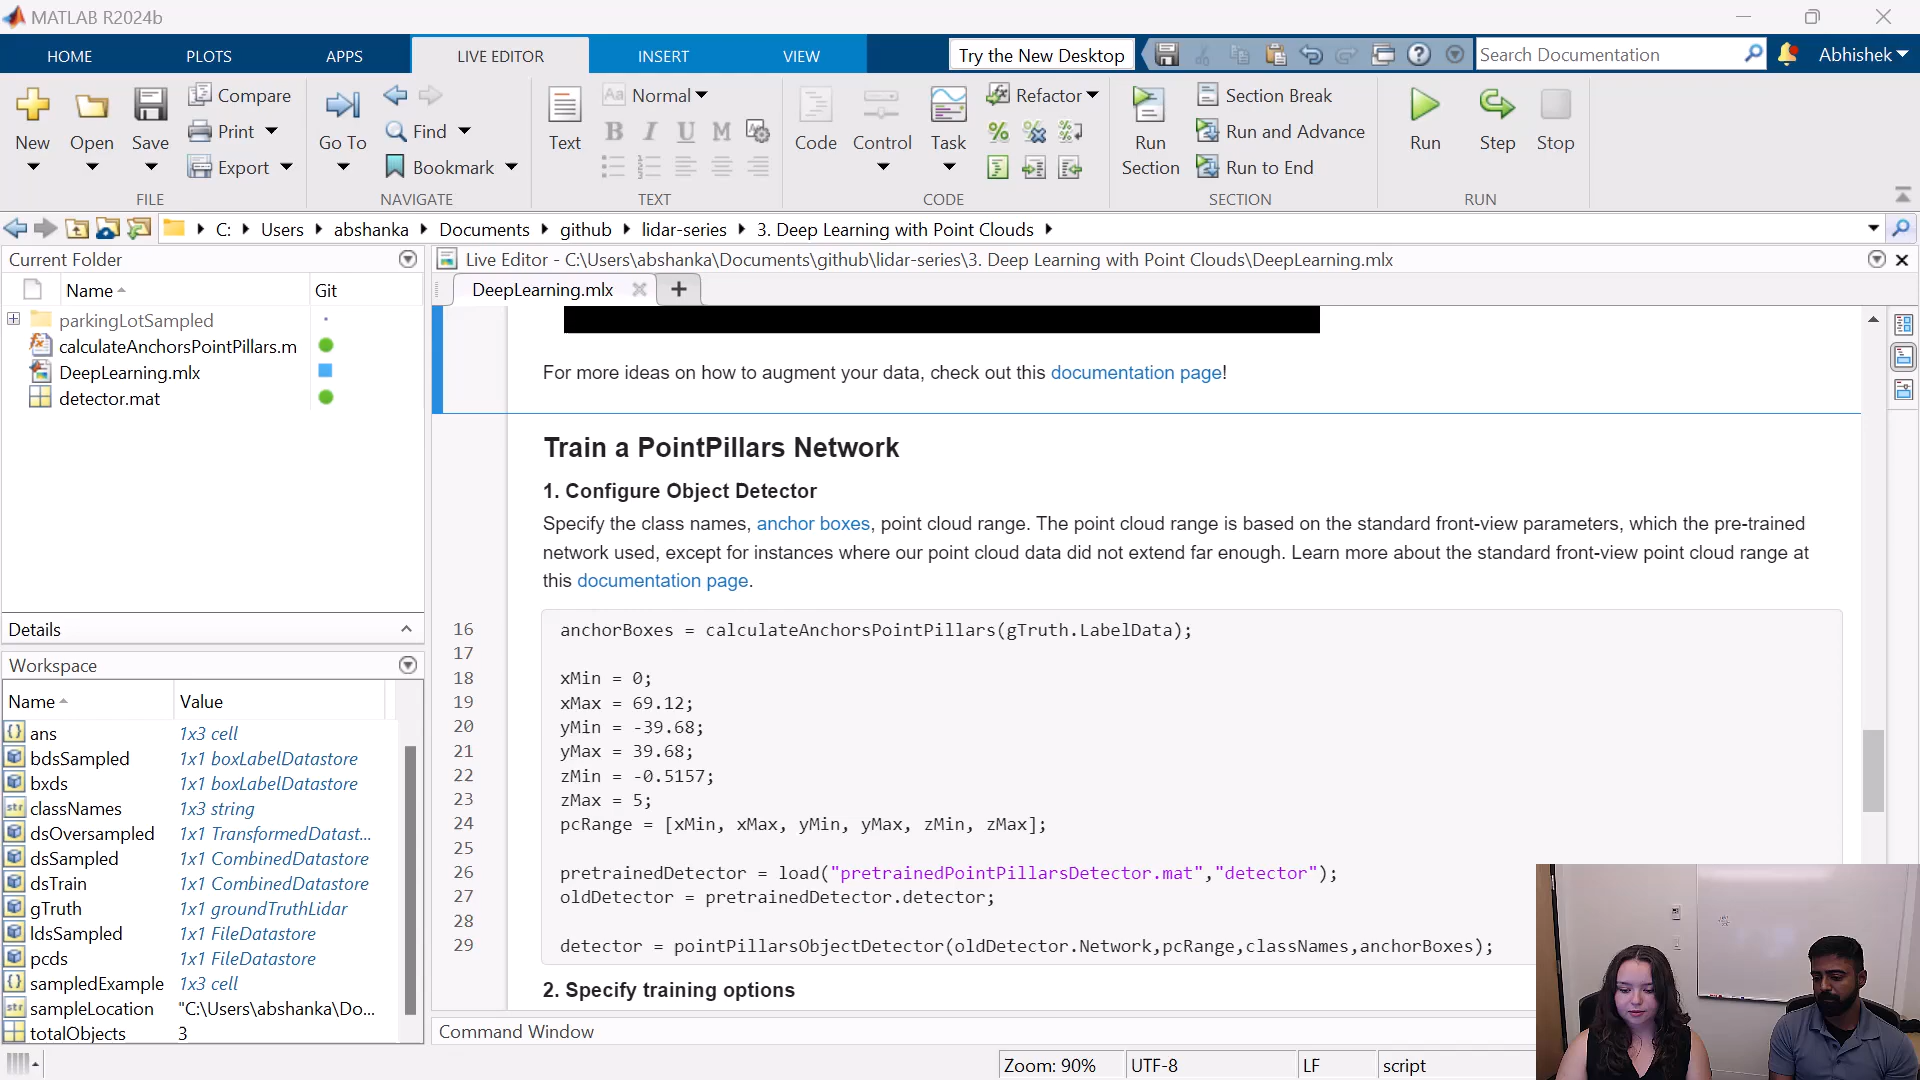 MATLAB R2024b
HOME PLOTS APPS LIVE EDITOR INSERT VIEW Try the New Desktop Search Documentation Abhishek
New Open Save Compare Print Export
FILE
Go To Find Bookmark
NAVIGATE
Text Aa Normal B I U M
TEXT
Code Control Task Refactor
CODE
Run Section Section Break Run and Advance Run to End
SECTION
Run Step Stop
RUN
C: Users abshanka Documents github lidar-series 3. Deep Learning with Point Clouds
Current Folder
Name Git
parkingLotSampled
calculateAnchorsPointPillars.m
DeepLearning.mlx
detector.mat
Details
Workspace
Name Value
ans 1x3 cell
bdsSampled 1x1 boxLabelDatastore
bxds 1x1 boxLabelDatastore
classNames 1x3 string
dsOversampled 1x1 TransformedDatast...
dsSampled 1x1 CombinedDatastore
dsTrain 1x1 CombinedDatastore
gTruth 1x1 groundTruthLidar
ldsSampled 1x1 FileDatastore
pcds 1x1 FileDatastore
sampledExample 1x3 cell
sampleLocation "C:\Users\abshanka\Do...
totalObjects 3
Live Editor - C:\Users\abshanka\Documents\github\lidar-series\3. Deep Learning with Point Clouds\DeepLearning.mlx
DeepLearning.mlx
For more ideas on how to augment your data, check out this documentation page!
Train a PointPillars Network
1. Configure Object Detector
Specify the class names, anchor boxes, point cloud range. The point cloud range is based on the standard front-view parameters, which the pre-trained
network used, except for instances where our point cloud data did not extend far enough. Learn more about the standard front-view point cloud range at
this documentation page.
16 anchorBoxes = calculateAnchorsPointPillars(gTruth.LabelData);
17
18 xMin = 0;
19 xMax = 69.12;
20 yMin = -39.68;
21 yMax = 39.68;
22 zMin = -0.5157;
23 zMax = 5;
24 pcRange = [xMin, xMax, yMin, yMax, zMin, zMax];
25
26 pretrainedDetector = load("pretrainedPointPillarsDetector.mat","detector");
27 oldDetector = pretrainedDetector.detector;
28
29 detector = pointPillarsObjectDetector(oldDetector.Network,pcRange,classNames,anchorBoxes);
2. Specify training options
Command Window
Zoom: 90% UTF-8 LF script